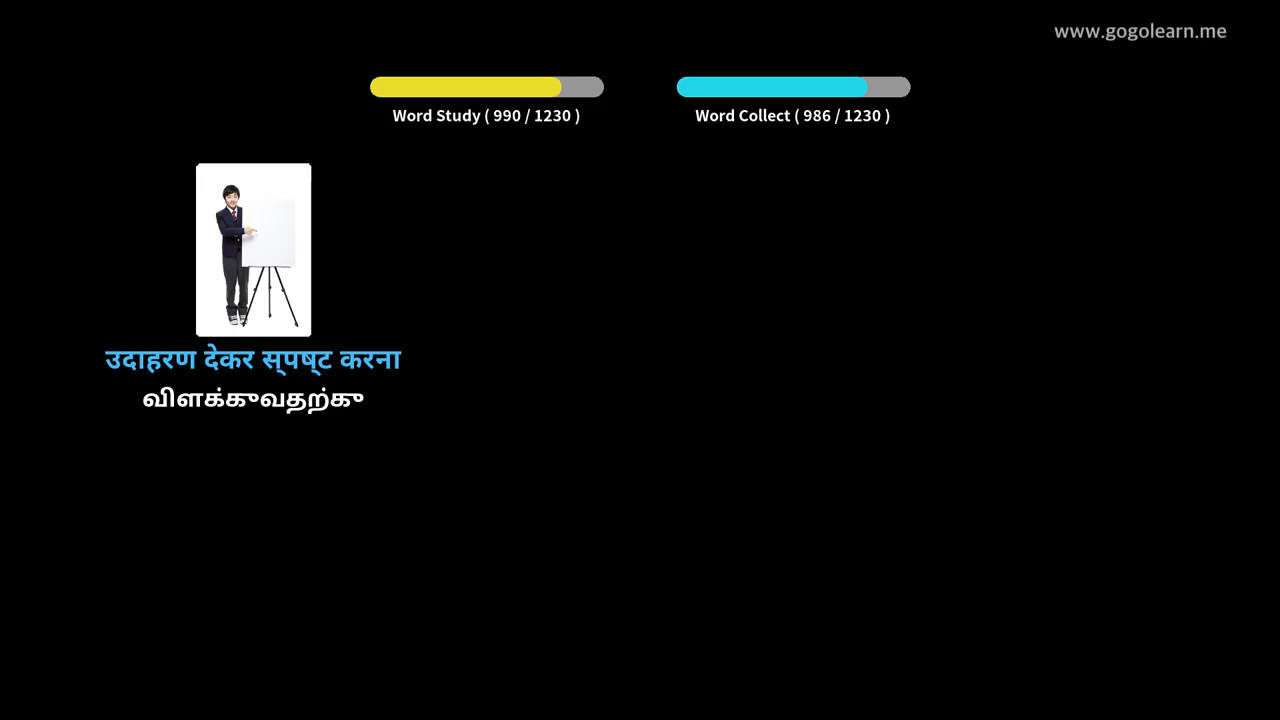 www.gogolearn.me
Word Study ( 990 / 1230 )
Word Collect ( 986 / 1230 )
उदाहरण देकर स्पष्ट करना
விளக்குவதற்கு